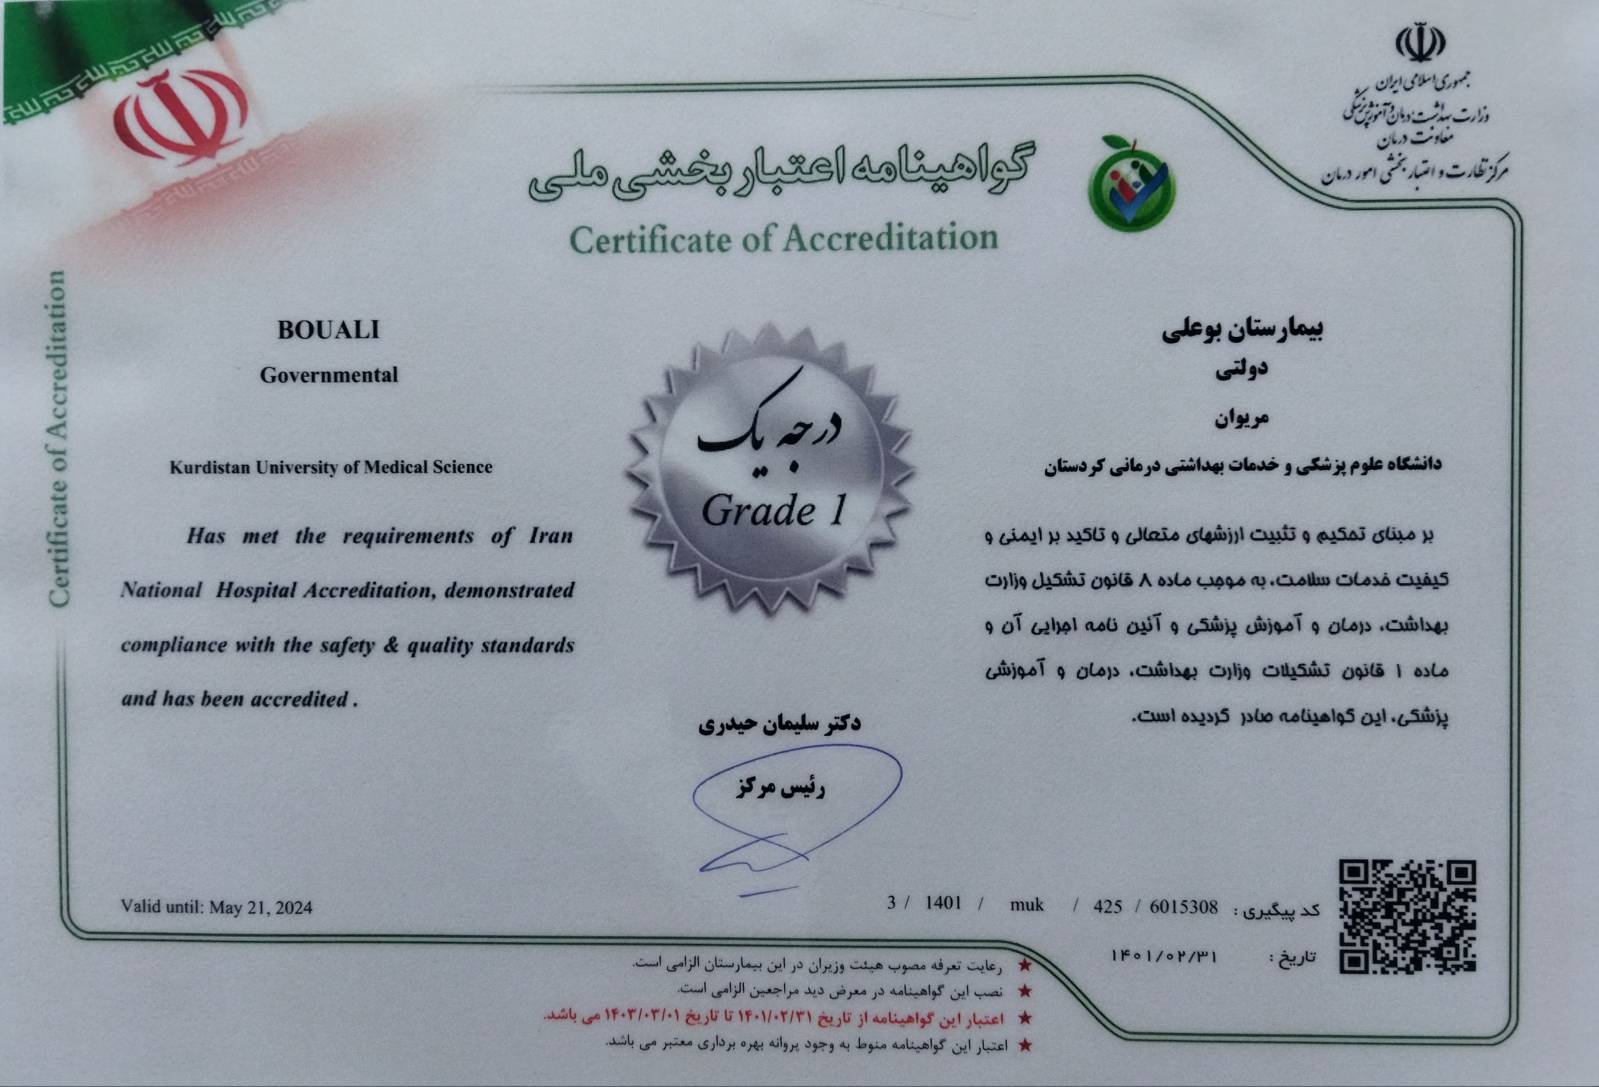 جمهوری اسلامی ایران
وزارت بهداشت، درمان و آموزش پزشکی
معاونت درمان
مرکز نظارت و اعتباربخشی امور درمان
گواهینامه اعتباربخشی ملی
Certificate of Accreditation
Certificate of Accreditation
BOUALI
Governmental
Kurdistan University of Medical Science
Has met the requirements of Iran
National Hospital Accreditation, demonstrated
compliance with the safety & quality standards
and has been accredited .
درجه یک
Grade 1
بیمارستان بوعلی
دولتی
مریوان
دانشگاه علوم پزشکی و خدمات بهداشتی درمانی کردستان
بر مبنای تحکیم و تثبیت ارزشهای متعالی و تاکید بر ایمنی و
کیفیت خدمات سلامت، به موجب ماده ۸ قانون تشکیل وزارت
بهداشت، درمان و آموزش پزشکی و آئین نامه اجرایی آن و
ماده ۱ قانون تشکیلات وزارت بهداشت، درمان و آموزشی
پزشکی، این گواهینامه صادر گردیده است.
دکتر سلیمان حیدری
رئیس مرکز
Valid until: May 21, 2024
کد پیگیری : 3 / 1401 / muk / 425 / 6015308
تاریخ : ۱۴۰۱/۰۲/۳۱
رعایت تعرفه مصوب هیئت وزیران در این بیمارستان الزامی است.
نصب این گواهینامه در معرض دید مراجعین الزامی است.
اعتبار این گواهینامه از تاریخ ۱۴۰۱/۰۲/۳۱ تا تاریخ ۱۴۰۳/۰۳/۰۱ می باشد.
اعتبار این گواهینامه منوط به وجود پروانه بهره برداری معتبر می باشد.